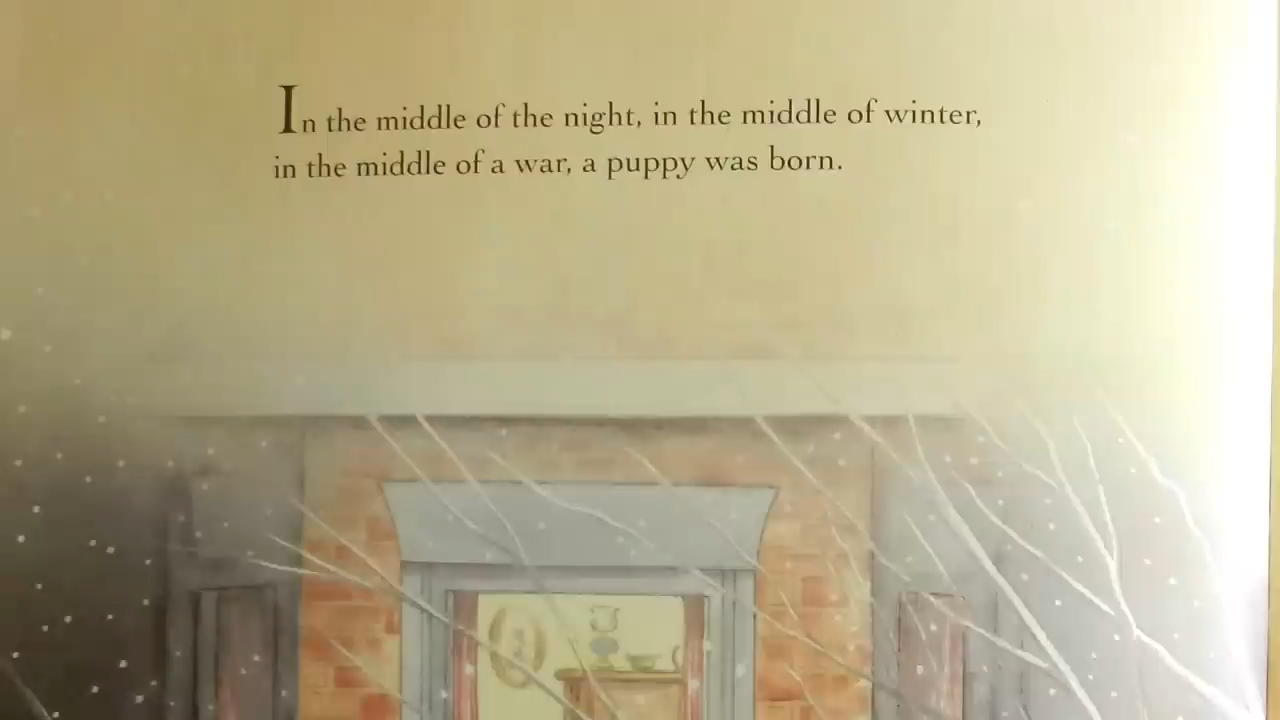 In the middle of the night, in the middle of winter,
in the middle of a war, a puppy was born.